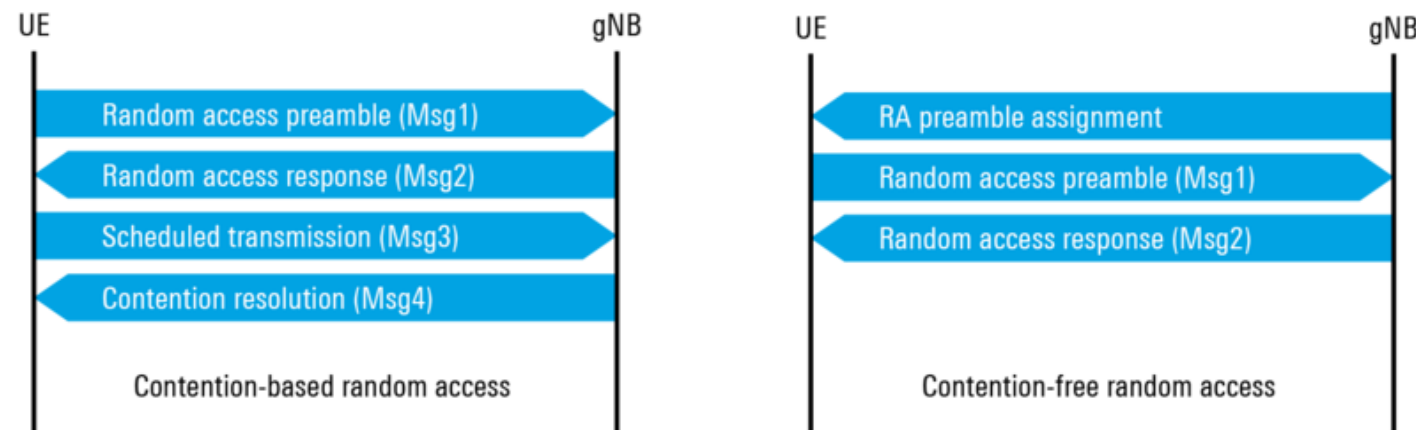 UE
gNB
Random access preamble (Msg1)
Random access response (Msg2)
Scheduled transmission (Msg3)
Contention resolution (Msg4)
Contention-based random access
UE
gNB
RA preamble assignment
Random access preamble (Msg1)
Random access response (Msg2)
Contention-free random access